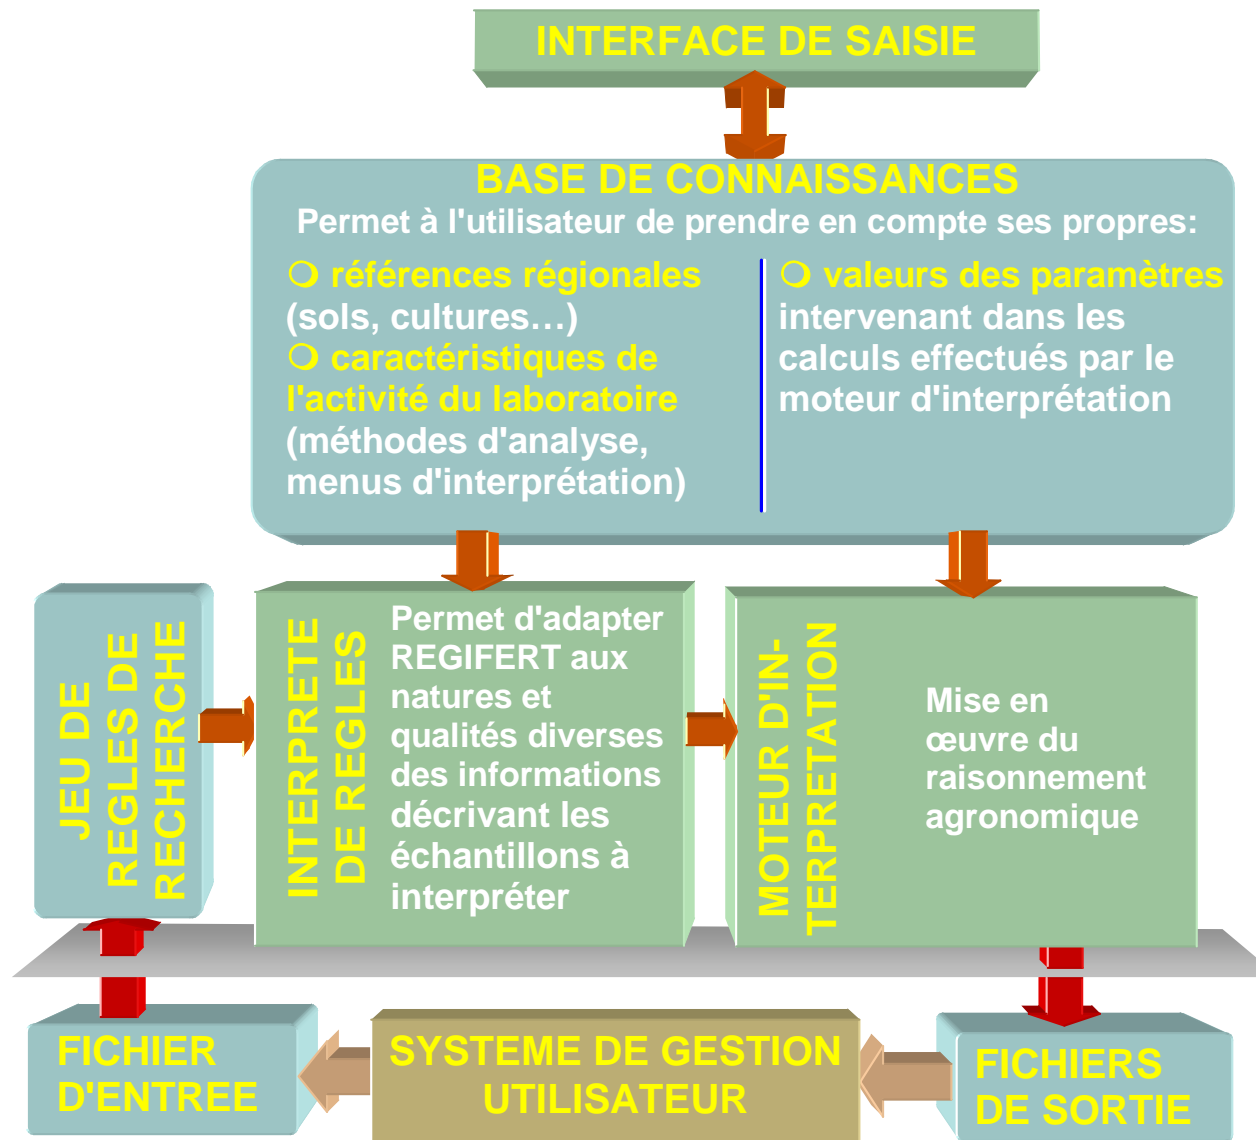 INTERFACE DE SAISIE
BASE DE CONNAISSANCES
Permet à l'utilisateur de prendre en compte ses propres:
❍ références régionales
(sols, cultures…)
❍ caractéristiques de
l'activité du laboratoire
(méthodes d'analyse,
menus d'interprétation)
❍ valeurs des paramètres
intervenant dans les
calculs effectués par le
moteur d'interprétation
JEU DE
REGLES DE
RECHERCHE
INTERPRETE
DE REGLES
Permet d'adapter
REGIFERT aux
natures et
qualités diverses
des informations
décrivant les
échantillons à
interpréter
MOTEUR D'IN-
TERPRETATION
Mise en
œuvre du
raisonnement
agronomique
FICHIER
D'ENTREE
SYSTEME DE GESTION
UTILISATEUR
FICHIERS
DE SORTIE